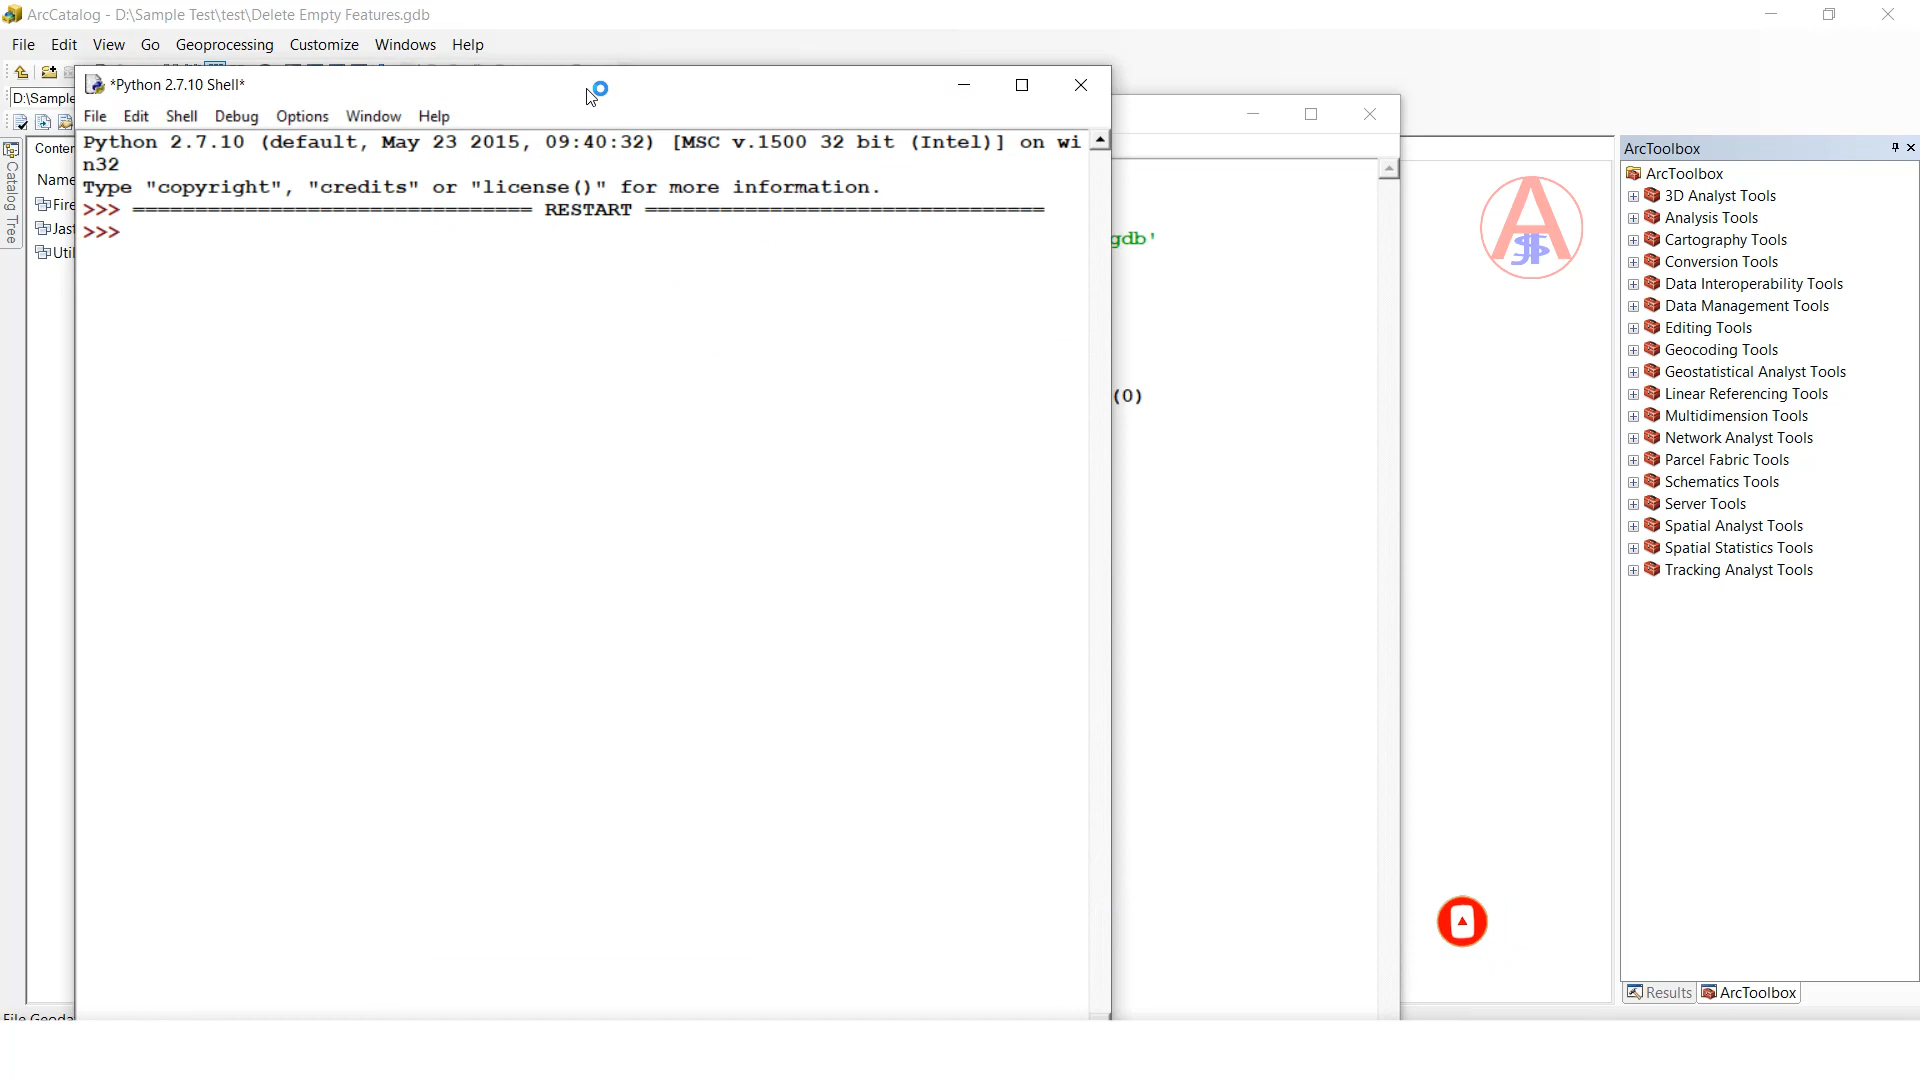 ArcCatalog - D:\Sample Test\test\Delete Empty Features.gdb
File Edit View Go Geoprocessing Customize Windows Help
D:\Sample
Catalog Tree
*Python 2.7.10 Shell*
File Edit Shell Debug Options Window Help
Python 2.7.10 (default, May 23 2015, 09:40:32) [MSC v.1500 32 bit (Intel)] on wi
n32
Type "copyright", "credits" or "license()" for more information.
>>> ================================ RESTART ================================
>>>
Name
gdb'
(0)
ArcToolbox
ArcToolbox
3D Analyst Tools
Analysis Tools
Cartography Tools
Conversion Tools
Data Interoperability Tools
Data Management Tools
Editing Tools
Geocoding Tools
Geostatistical Analyst Tools
Linear Referencing Tools
Multidimension Tools
Network Analyst Tools
Parcel Fabric Tools
Schematics Tools
Server Tools
Spatial Analyst Tools
Spatial Statistics Tools
Tracking Analyst Tools
Results ArcToolbox